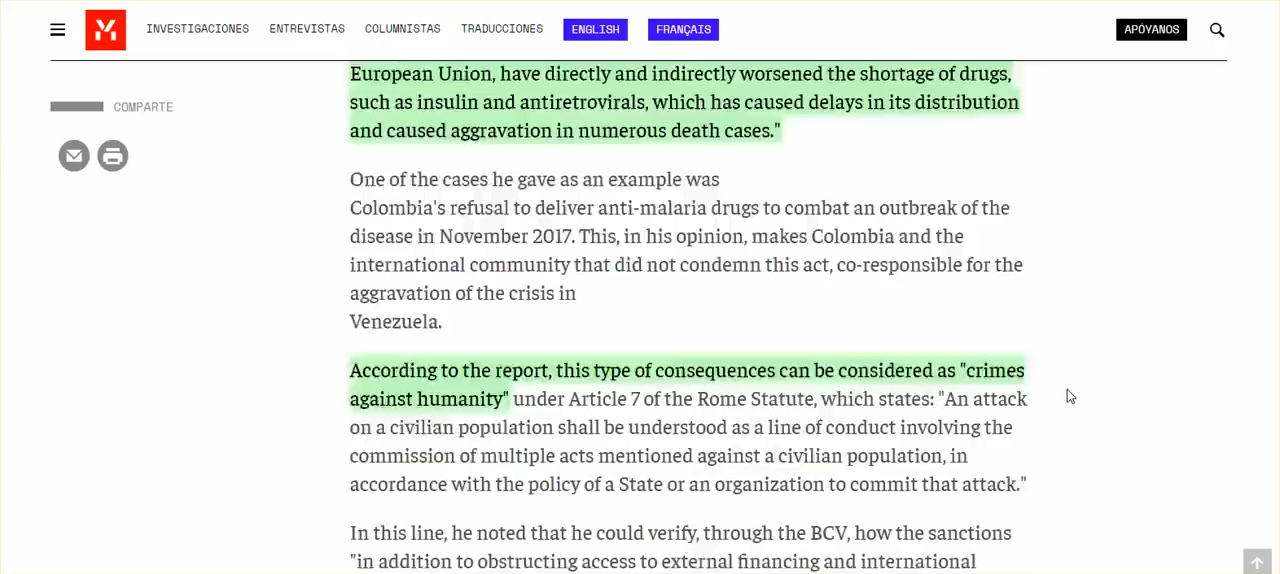 INVESTIGACIONES ENTREVISTAS COLUMNISTAS TRADUCCIONES ENGLISH FRANÇAIS APÓYANOS
COMPARTE
European Union, have directly and indirectly worsened the shortage of drugs,
such as insulin and antiretrovirals, which has caused delays in its distribution
and caused aggravation in numerous death cases."
One of the cases he gave as an example was
Colombia's refusal to deliver anti-malaria drugs to combat an outbreak of the
disease in November 2017. This, in his opinion, makes Colombia and the
international community that did not condemn this act, co-responsible for the
aggravation of the crisis in
Venezuela.
According to the report, this type of consequences can be considered as "crimes
against humanity" under Article 7 of the Rome Statute, which states: "An attack
on a civilian population shall be understood as a line of conduct involving the
commission of multiple acts mentioned against a civilian population, in
accordance with the policy of a State or an organization to commit that attack."
In this line, he noted that he could verify, through the BCV, how the sanctions
"in addition to obstructing access to external financing and international